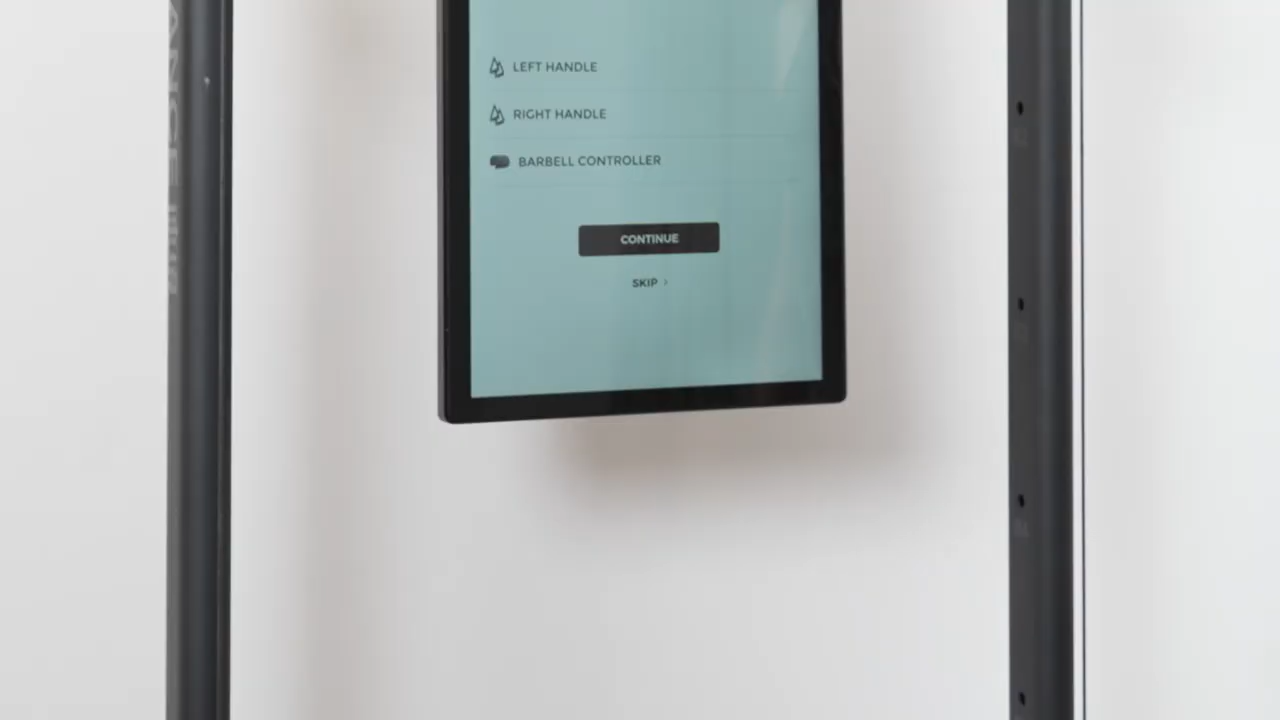 LEFT HANDLE
RIGHT HANDLE
BARBELL CONTROLLER
CONTINUE
SKIP ›